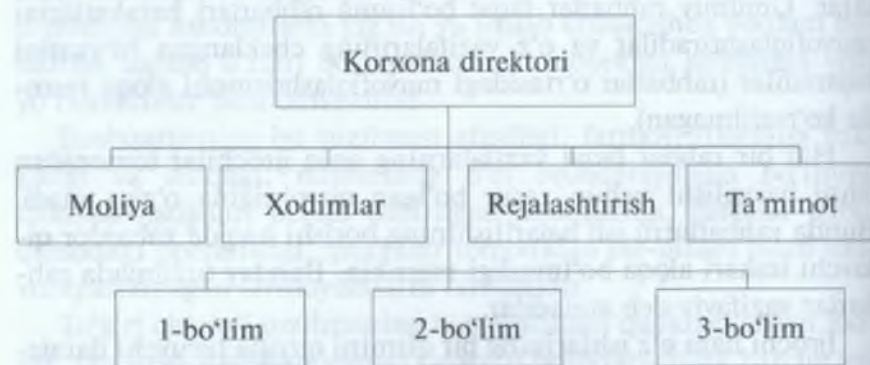 Korxona direktori
Moliya Xodimlar Rejalashtirish Ta’minot
1-bo‘lim 2-bo‘lim 3-bo‘lim